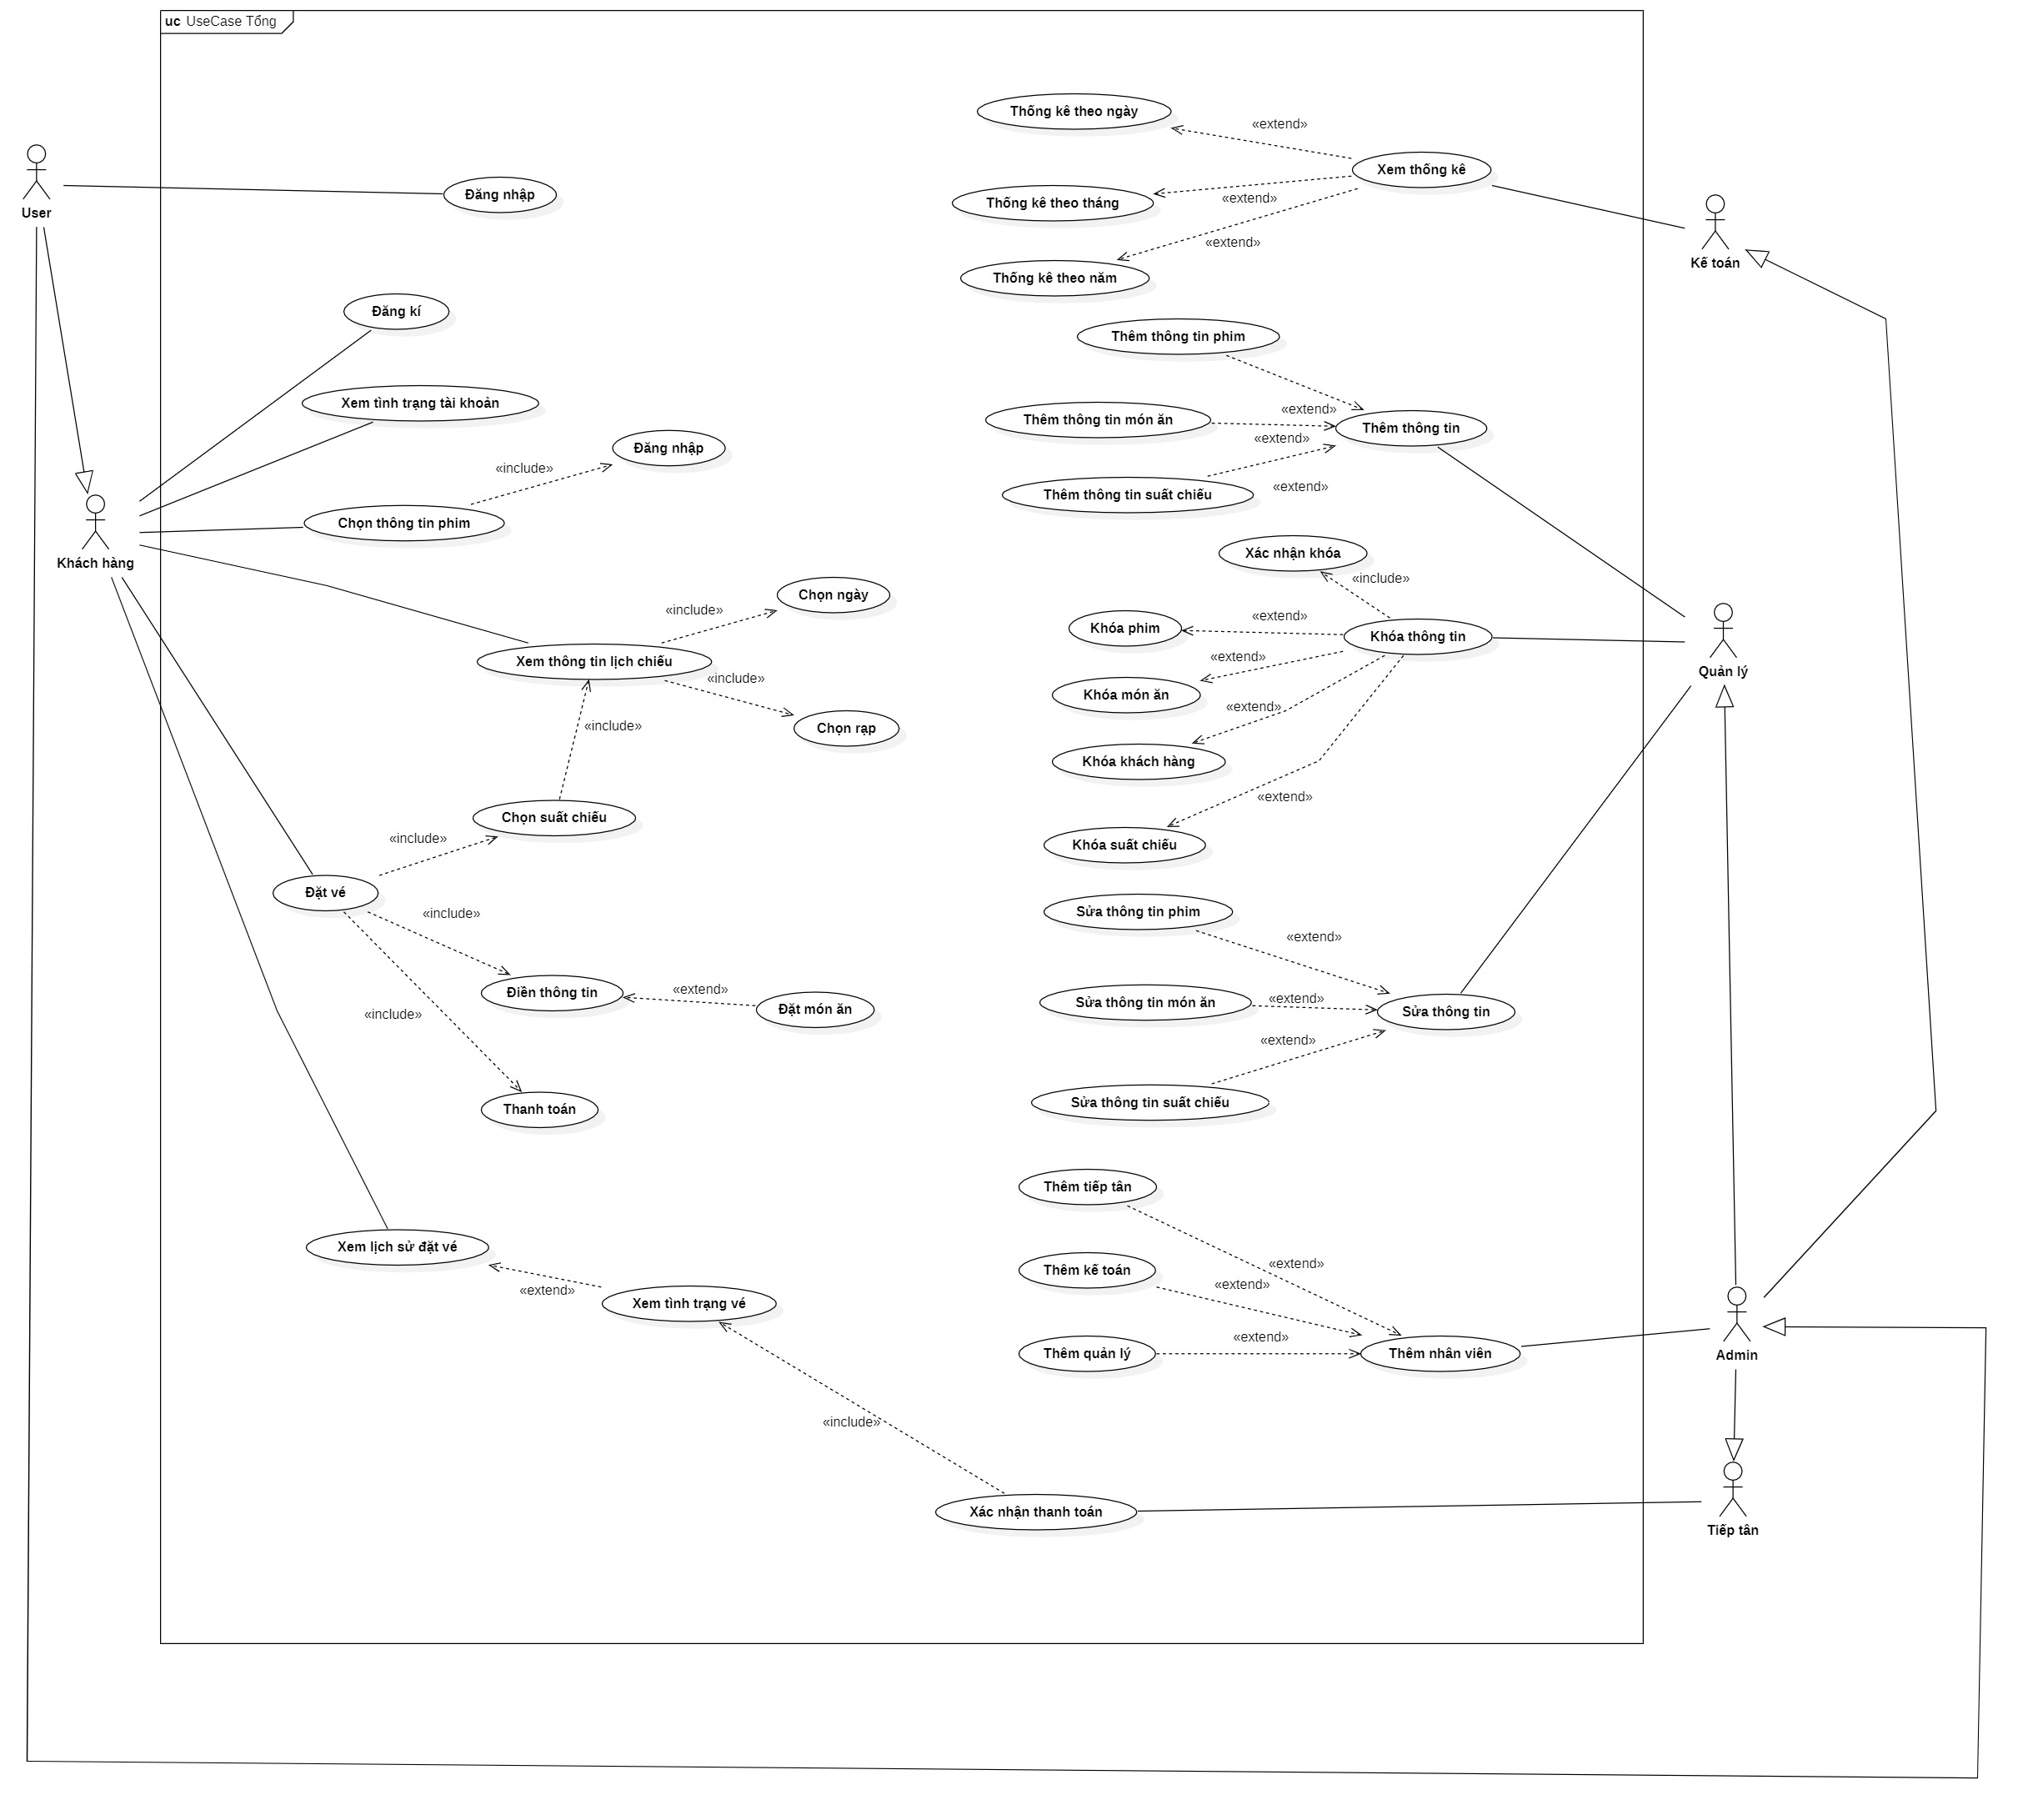 uc UseCase Tổng
Thống kê theo ngày
«extend»
Xem thống kê
User
Đăng nhập
Thống kê theo tháng
«extend»
«extend»
Kế toán
Thống kê theo năm
Đăng kí
Thêm thông tin phim
Xem tình trạng tài khoản
«extend»
Thêm thông tin món ăn
Thêm thông tin
«extend»
Đăng nhập
«include»
«extend»
Thêm thông tin suất chiếu
Chọn thông tin phim
Khách hàng
Xác nhận khóa
«include»
Chọn ngày
«include»
«extend»
Khóa phim
Khóa thông tin
Xem thông tin lịch chiếu
«extend»
Quản lý
«include»
Khóa món ăn
«extend»
«include»
Chọn rạp
Khóa khách hàng
«extend»
Chọn suất chiếu
«include»
Khóa suất chiếu
Đặt vé
«include»
Sửa thông tin phim
«extend»
Điền thông tin
«extend»
Đặt món ăn
Sửa thông tin món ăn
«extend»
Sửa thông tin
«include»
«extend»
Thanh toán
Sửa thông tin suất chiếu
Thêm tiếp tân
Xem lịch sử đặt vé
«extend»
Thêm kế toán
«extend»
«extend»
Xem tình trạng vé
«extend»
Thêm quản lý
Thêm nhân viên
Admin
«include»
Xác nhận thanh toán
Tiếp tân